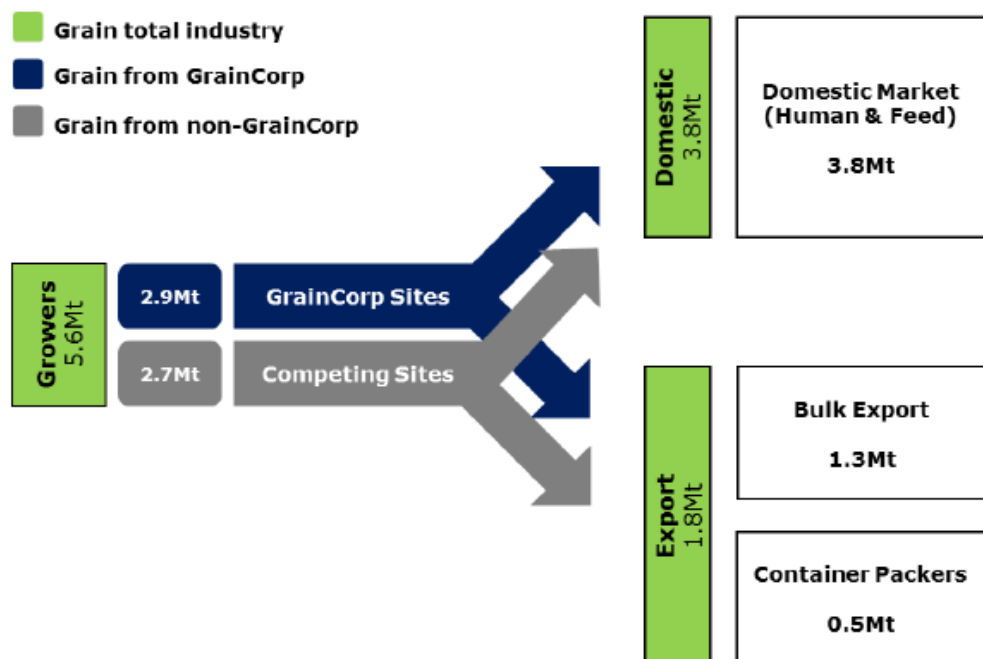 Grain total industry
Grain from GrainCorp
Grain from non-GrainCorp
Growers
5.6Mt
2.9Mt
GrainCorp Sites
2.7Mt
Competing Sites
Domestic
3.8Mt
Domestic Market
(Human & Feed)
3.8Mt
Export
1.8Mt
Bulk Export
1.3Mt
Container Packers
0.5Mt